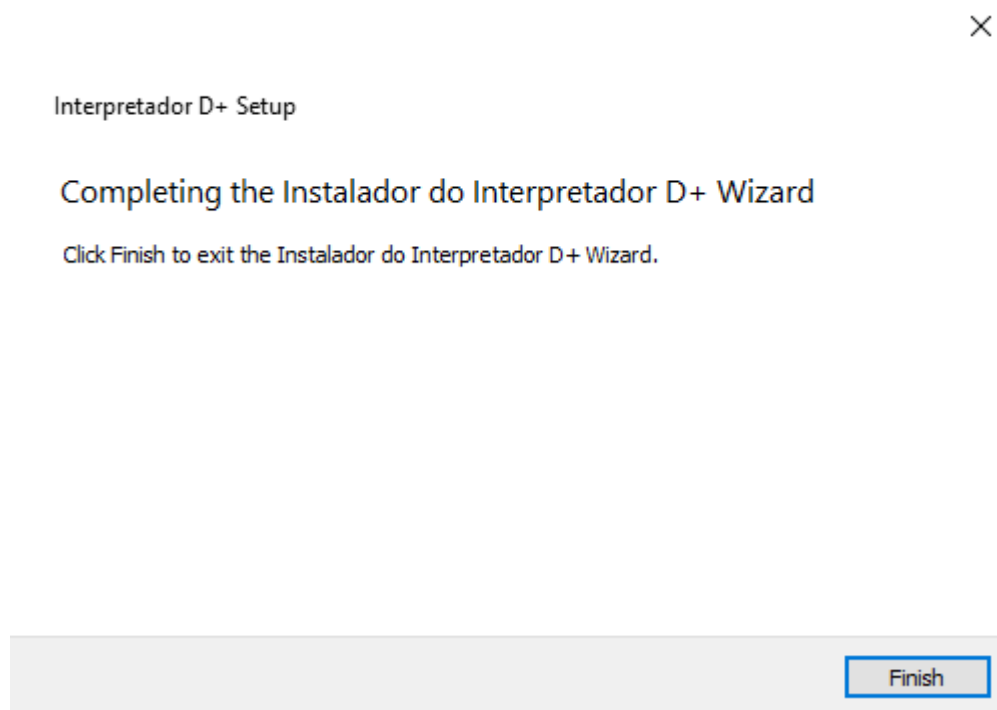 Interpretador D+ Setup
Completing the Instalador do Interpretador D+ Wizard
Click Finish to exit the Instalador do Interpretador D+ Wizard.
Finish